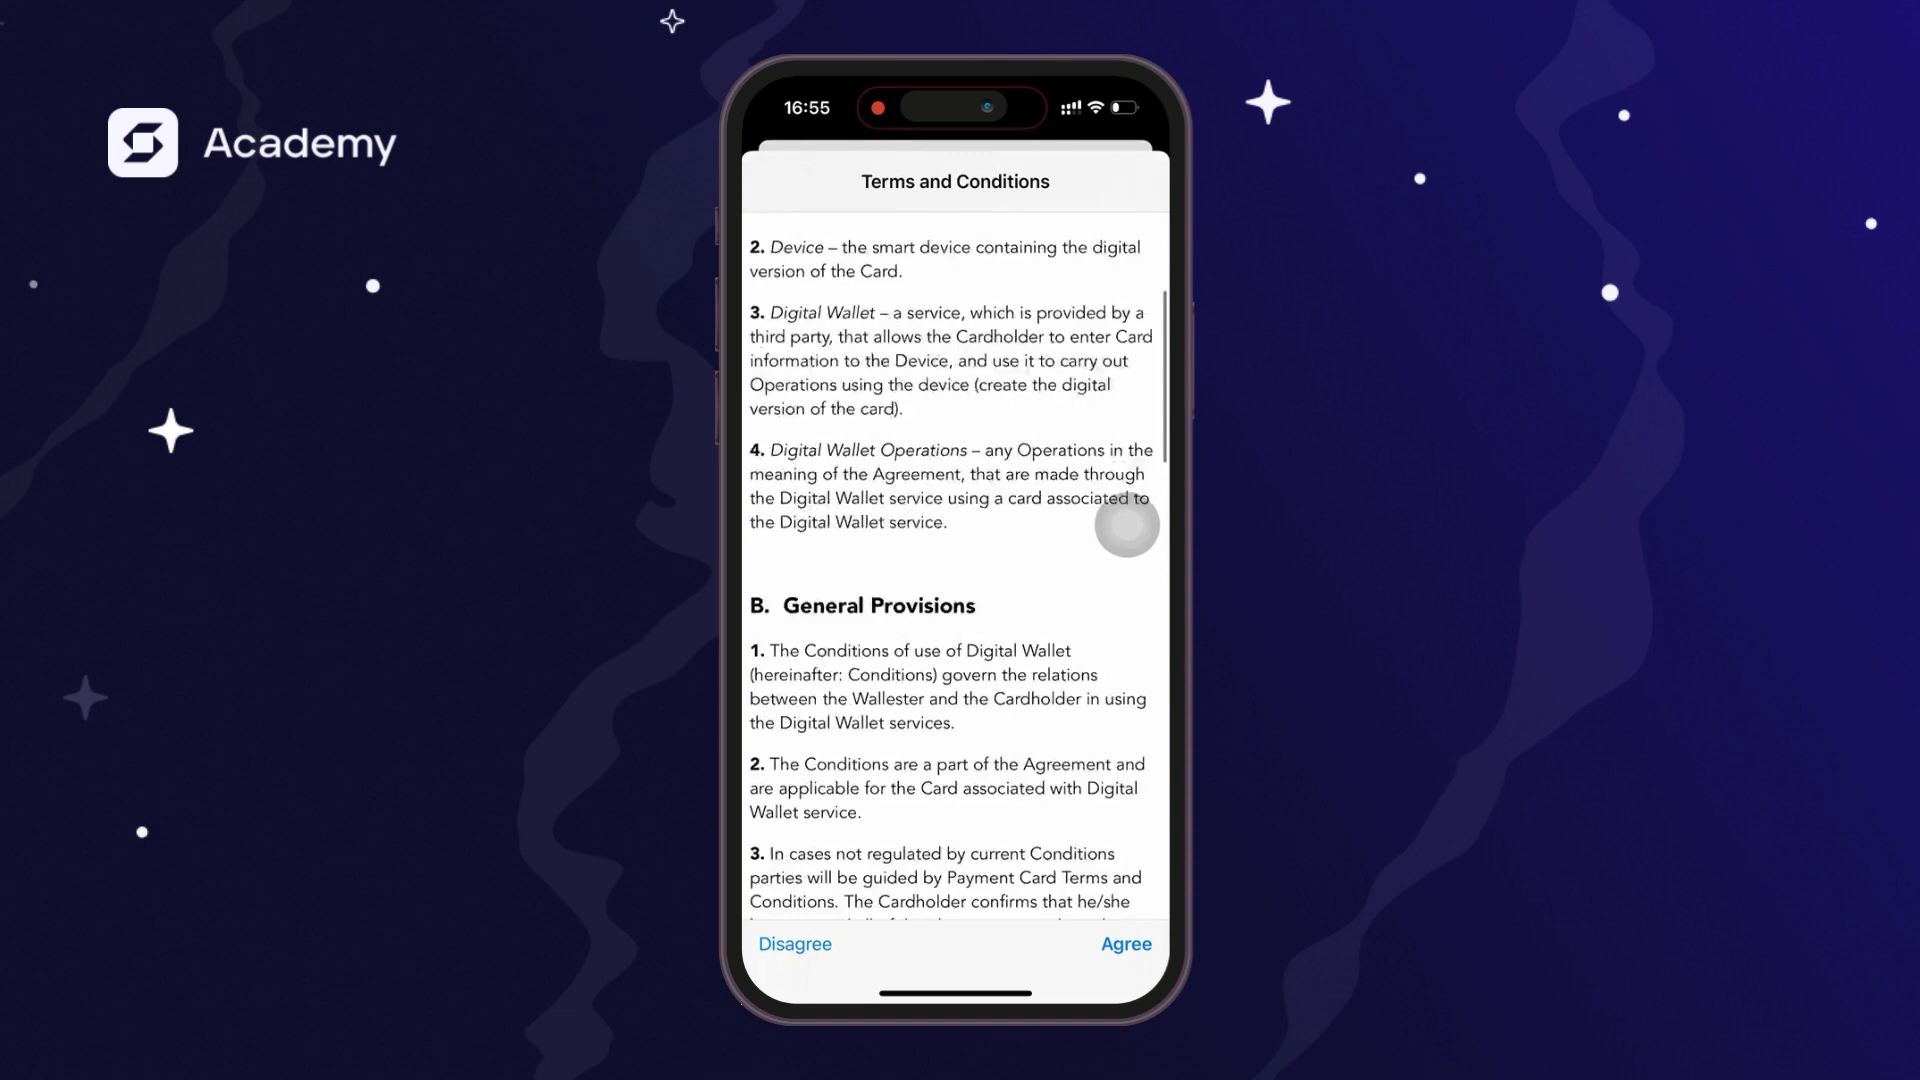 Academy
16:55
Terms and Conditions
2. Device – the smart device containing the digital
version of the Card.
3. Digital Wallet – a service, which is provided by a
third party, that allows the Cardholder to enter Card
information to the Device, and use it to carry out
Operations using the device (create the digital
version of the card).
4. Digital Wallet Operations – any Operations in the
meaning of the Agreement, that are made through
the Digital Wallet service using a card associated to
the Digital Wallet service.
B. General Provisions
1. The Conditions of use of Digital Wallet
(hereinafter: Conditions) govern the relations
between the Wallester and the Cardholder in using
the Digital Wallet services.
2. The Conditions are a part of the Agreement and
are applicable for the Card associated with Digital
Wallet service.
3. In cases not regulated by current Conditions
parties will be guided by Payment Card Terms and
Conditions. The Cardholder confirms that he/she
Disagree
Agree